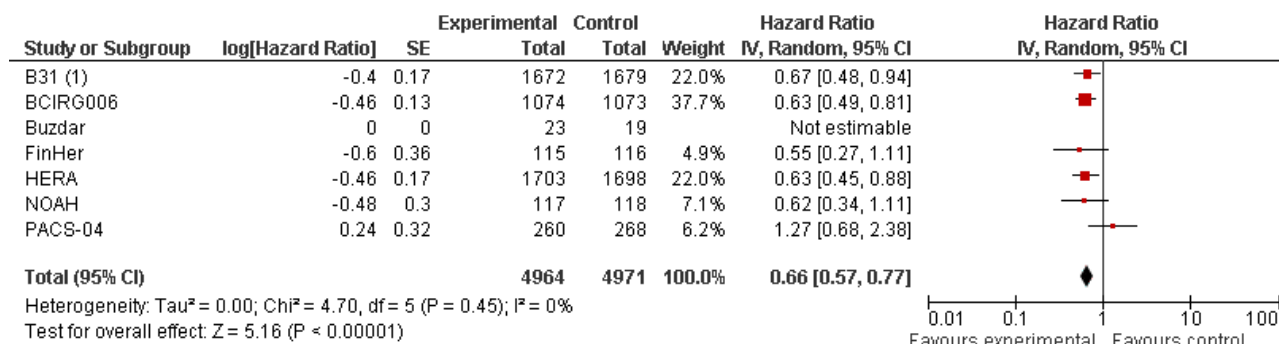 Experimental Control Hazard Ratio Hazard Ratio
Study or Subgroup log[Hazard Ratio] SE Total Total Weight IV, Random, 95% CI IV, Random, 95% CI
B31 (1) -0.4 0.17 1672 1679 22.0% 0.67 [0.48, 0.94]
BCIRG006 -0.46 0.13 1074 1073 37.7% 0.63 [0.49, 0.81]
Buzdar 0 0 23 19 Not estimable
FinHer -0.6 0.36 115 116 4.9% 0.55 [0.27, 1.11]
HERA -0.46 0.17 1703 1698 22.0% 0.63 [0.45, 0.88]
NOAH -0.48 0.3 117 118 7.1% 0.62 [0.34, 1.11]
PACS-04 0.24 0.32 260 268 6.2% 1.27 [0.68, 2.38]
Total (95% CI) 4964 4971 100.0% 0.66 [0.57, 0.77]
Heterogeneity: Tau² = 0.00; Chi² = 4.70, df = 5 (P = 0.45); I² = 0%
Test for overall effect: Z = 5.16 (P < 0.00001)
0.01 0.1 1 10 100
Favours experimental Favours control